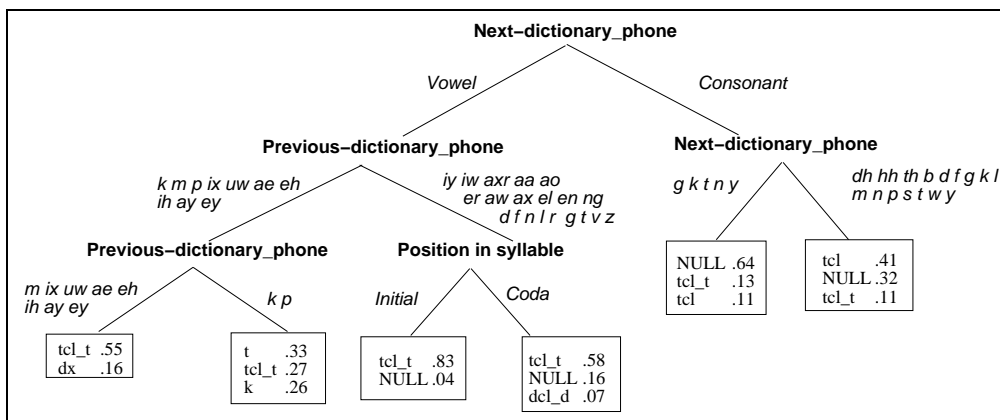 Next−dictionary_phone
Vowel
Consonant
Previous−dictionary_phone
Next−dictionary_phone
k m p ix uw ae eh
ih ay ey
iy iw axr aa ao
er aw ax el en ng
d f n l r g t v z
g k t n y
dh hh th b d f g k l
m n p s t w y
Previous−dictionary_phone
Position in syllable
m ix uw ae eh
ih ay ey
k p
Initial
Coda
NULL .64
tcl_t .13
tcl .11
tcl .41
NULL .32
tcl_t .11
tcl_t .55
dx .16
t .33
tcl_t .27
k .26
tcl_t .83
NULL .04
tcl_t .58
NULL .16
dcl_d .07